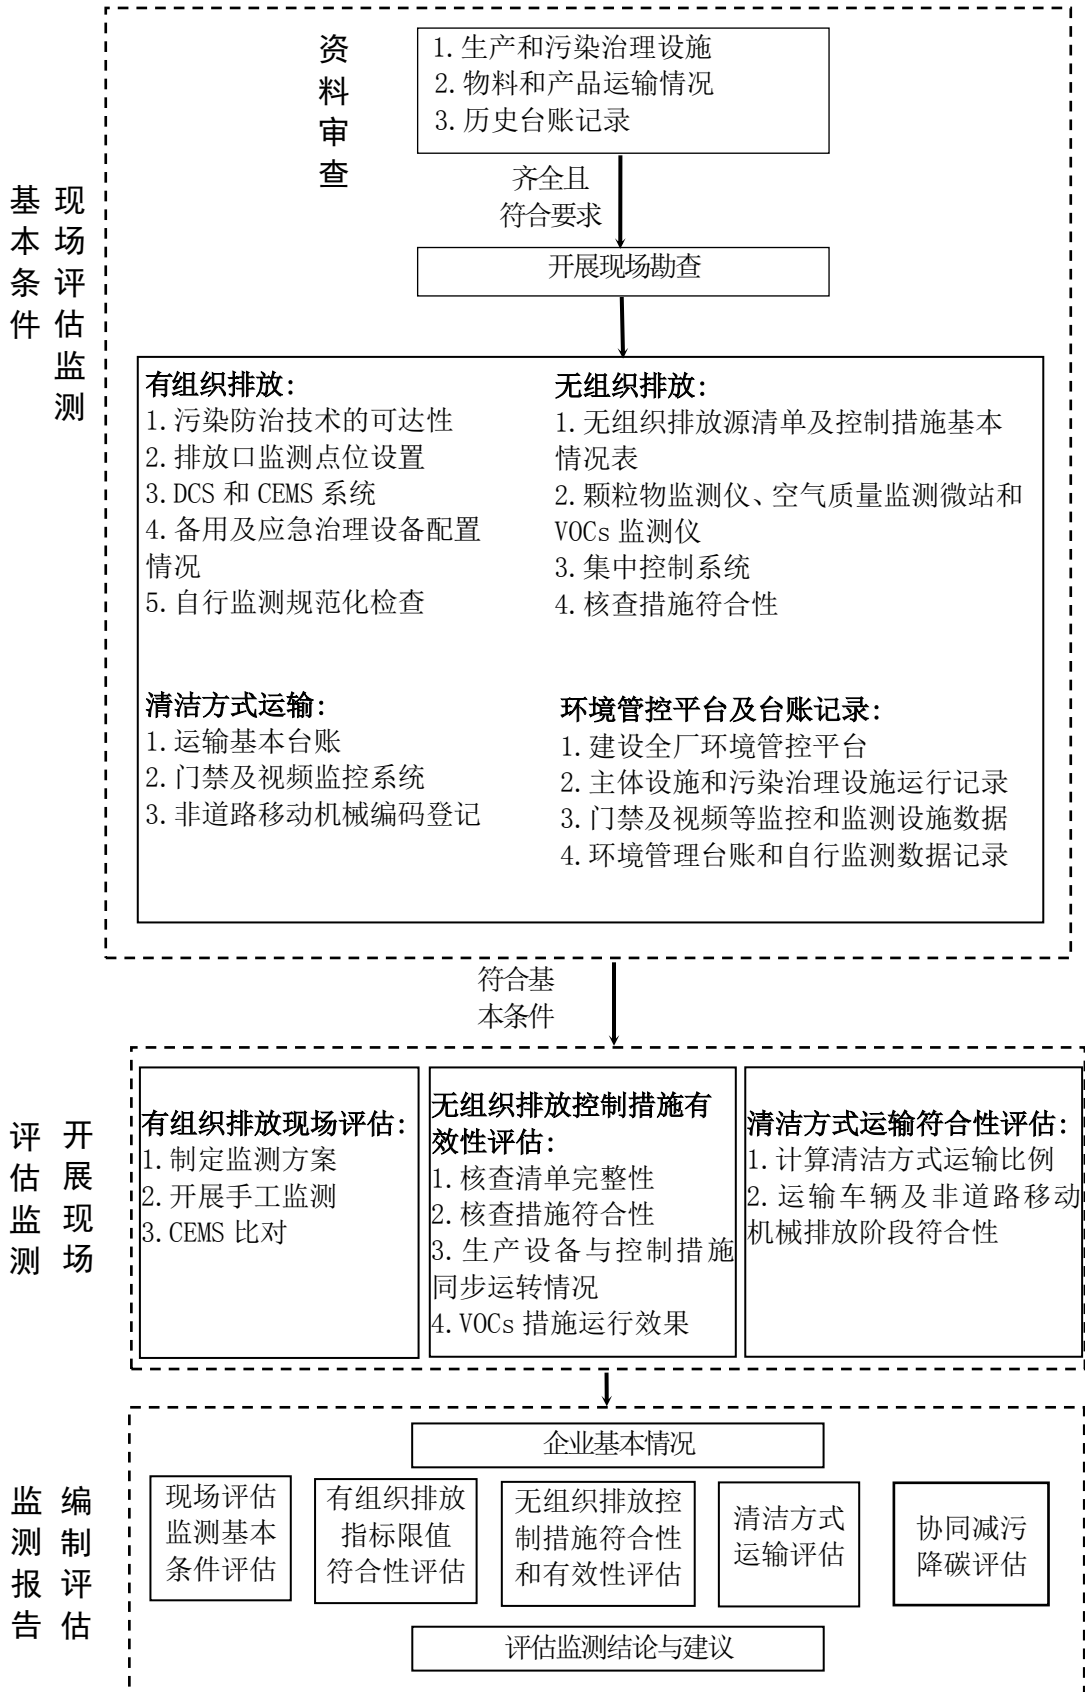 资料审查
1.生产和污染治理设施
2.物料和产品运输情况
3.历史台账记录
齐全且
符合要求
开展现场勘查
现场评估监测
基本条件
有组织排放：
1.污染防治技术的可达性
2.排放口监测点位设置
3.DCS 和 CEMS 系统
4.备用及应急治理设备配置
情况
5.自行监测规范化检查
无组织排放：
1.无组织排放源清单及控制措施基本
情况表
2.颗粒物监测仪、空气质量监测微站和
VOCs 监测仪
3.集中控制系统
4.核查措施符合性
清洁方式运输：
1.运输基本台账
2.门禁及视频监控系统
3.非道路移动机械编码登记
环境管控平台及台账记录：
1.建设全厂环境管控平台
2.主体设施和污染治理设施运行记录
3.门禁及视频等监控和监测设施数据
4.环境管理台账和自行监测数据记录
符合基
本条件
开展现场
评估监测
有组织排放现场评估：
1.制定监测方案
2.开展手工监测
3.CEMS 比对
无组织排放控制措施有
效性评估：
1.核查清单完整性
2.核查措施符合性
3.生产设备与控制措施
同步运转情况
4.VOCs 措施运行效果
清洁方式运输符合性评估：
1.计算清洁方式运输比例
2.运输车辆及非道路移动
机械排放阶段符合性
编制评估
监测报告
企业基本情况
现场评估
监测基本
条件评估
有组织排放
指标限值
符合性评估
无组织排放控
制措施符合性
和有效性评估
清洁方式
运输评估
协同减污
降碳评估
评估监测结论与建议